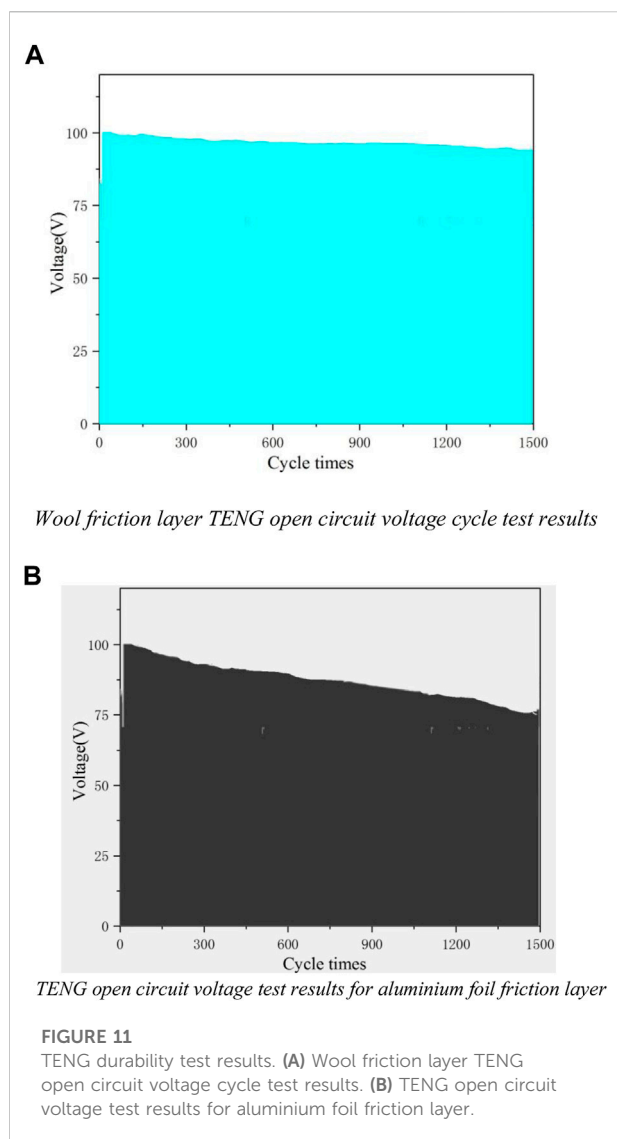 A
100
75
50
25
0
Voltage(V)
0 300 600 900 1200 1500
Cycle times
Wool friction layer TENG open circuit voltage cycle test results
B
100
75
50
25
0
Voltage(V)
0 300 600 900 1200 1500
Cycle times
TENG open circuit voltage test results for aluminium foil friction layer
FIGURE 11
TENG durability test results. (A) Wool friction layer TENG
open circuit voltage cycle test results. (B) TENG open circuit
voltage test results for aluminium foil friction layer.